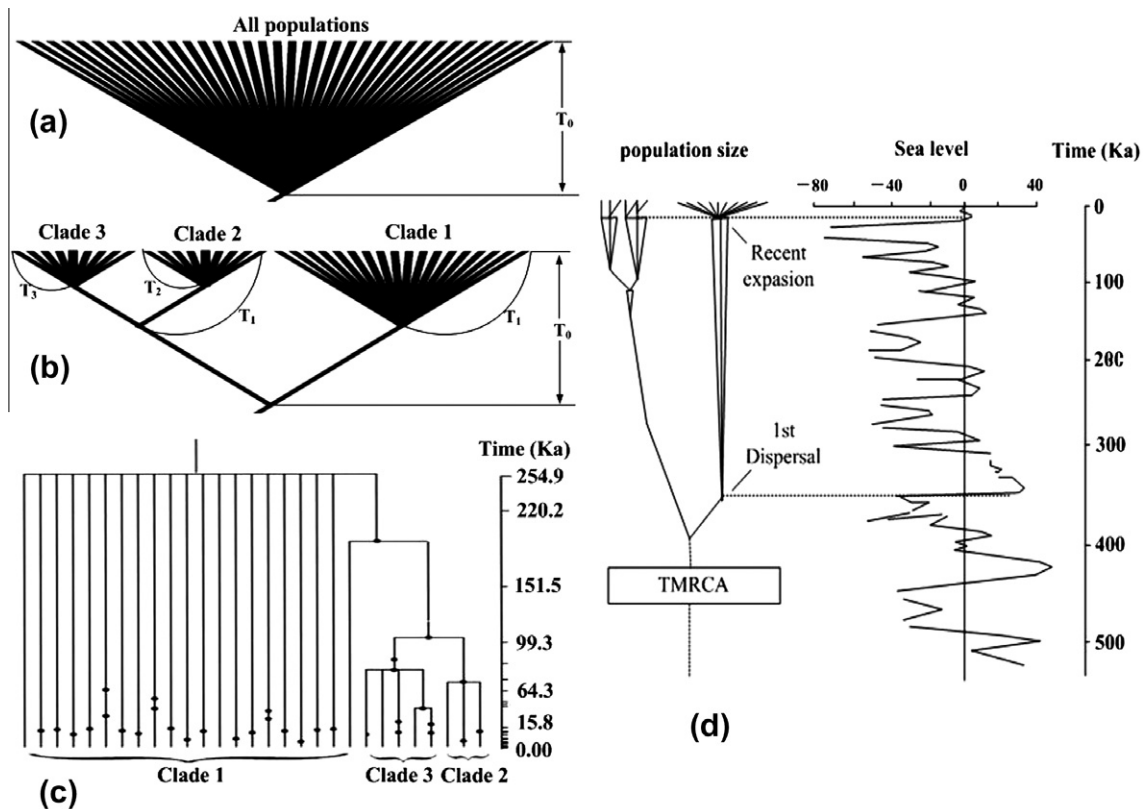 All populations
(a)
T0
Clade 3
Clade 2
Clade 1
T3
T2
T1
T1
T0
(b)
Time (Ka)
254.9
220.2
151.5
99.3
64.3
15.8
0.00
Clade 1
Clade 3
Clade 2
(c)
population size
Sea level
Time (Ka)
−80
−40
0
40
0
100
200
300
400
500
Recent
expasion
1st
Dispersal
TMRCA
(d)